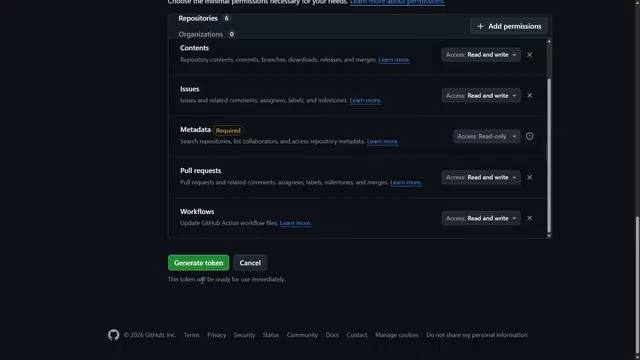 Choose the minimal permissions necessary for your needs. Learn more about permissions.
Repositories 6
Organizations 0
+ Add permissions
Contents
Repository contents, commits, branches, downloads, releases, and merges. Learn more.
Access: Read and write
Issues
Issues and related comments, assignees, labels, and milestones. Learn more.
Access: Read and write
Metadata Required
Search repositories, list collaborators, and access repository metadata. Learn more.
Access: Read-only
Pull requests
Pull requests and related comments, assignees, labels, milestones, and merges. Learn more.
Access: Read and write
Workflows
Update GitHub Action workflow files. Learn more.
Access: Read and write
Generate token Cancel
This token will be ready for use immediately.
© 2026 GitHub, Inc. Terms Privacy Security Status Community Docs Contact Manage cookies Do not share my personal information